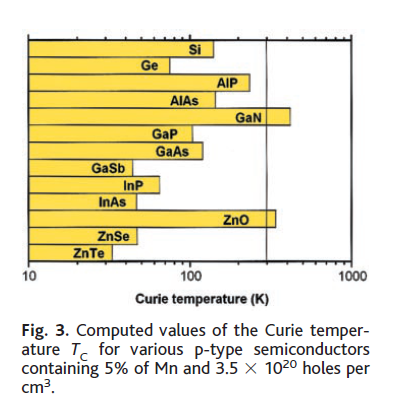 Si
Ge
AlP
AlAs
GaN
GaP
GaAs
GaSb
InP
InAs
ZnO
ZnSe
ZnTe
10 100 1000
Curie temperature (K)
Fig. 3. Computed values of the Curie temper-
ature T_C for various p-type semiconductors
containing 5% of Mn and 3.5 × 10²⁰ holes per
cm³.